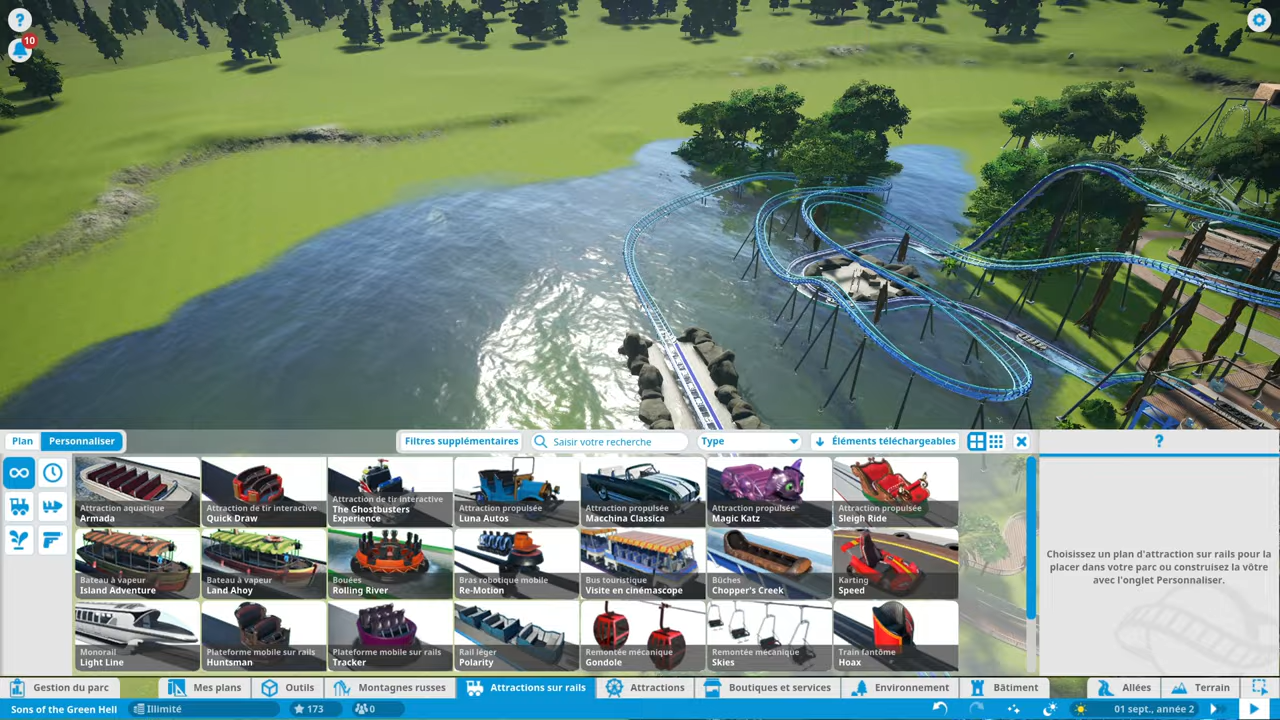 ?
10
Plan
Personnaliser
Filtres supplémentaires
Saisir votre recherche
Type
Éléments téléchargeables
?
Attraction aquatique
Armada
Attraction de tir interactive
Quick Draw
Attraction de tir interactive
The Ghostbusters
Experience
Attraction propulsée
Luna Autos
Attraction propulsée
Macchina Classica
Attraction propulsée
Magic Katz
Attraction propulsée
Sleigh Ride
Bateau à vapeur
Island Adventure
Bateau à vapeur
Land Ahoy
Bouées
Rolling River
Bras robotique mobile
Re-Motion
Bus touristique
Visite en cinémascope
Bûches
Chopper's Creek
Karting
Speed
Monorail
Light Line
Plateforme mobile sur rails
Huntsman
Plateforme mobile sur rails
Tracker
Rail léger
Polarity
Remontée mécanique
Gondole
Remontée mécanique
Skies
Train fantôme
Hoax
Choisissez un plan d'attraction sur rails pour la
placer dans votre parc ou construisez la vôtre
avec l'onglet Personnaliser.
Gestion du parc
Mes plans
Outils
Montagnes russes
Attractions sur rails
Attractions
Boutiques et services
Environnement
Bâtiment
Allées
Terrain
Sons of the Green Hell
Illimité
173
0
01 sept., année 2